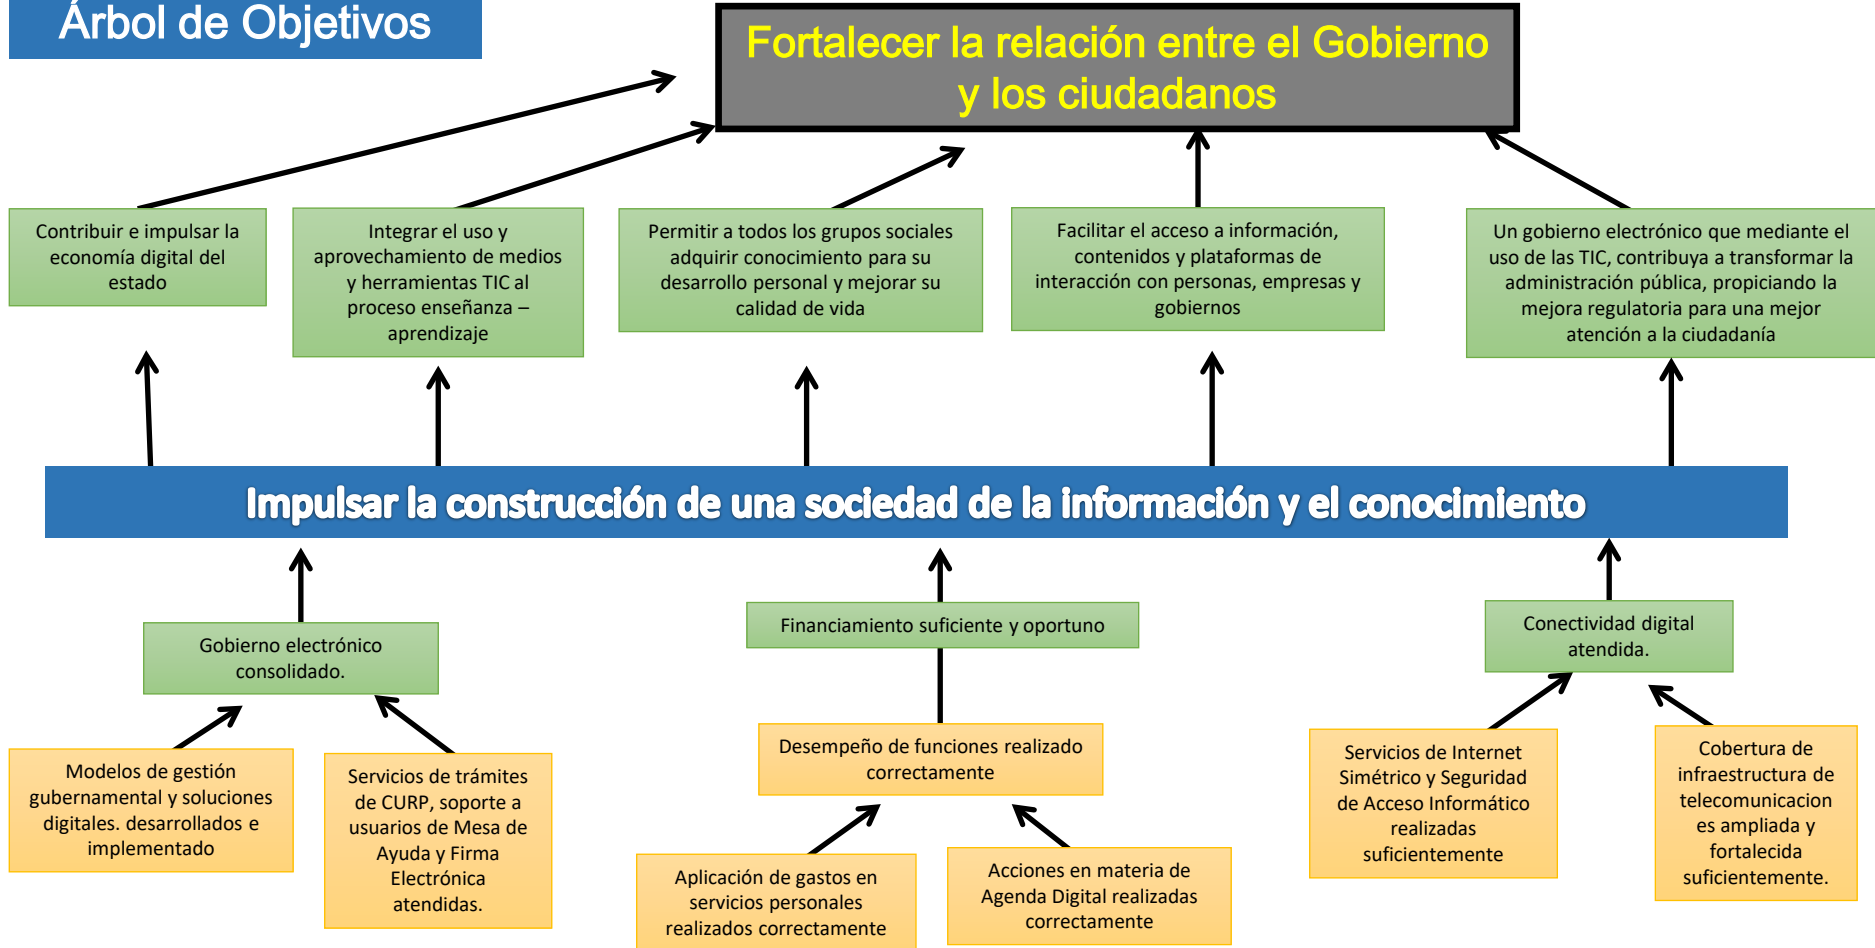 Árbol de Objetivos
Fortalecer la relación entre el Gobierno
y los ciudadanos
Contribuir e impulsar la
economía digital del
estado
Integrar el uso y
aprovechamiento de medios
y herramientas TIC al
proceso enseñanza –
aprendizaje
Permitir a todos los grupos sociales
adquirir conocimiento para su
desarrollo personal y mejorar su
calidad de vida
Facilitar el acceso a información,
contenidos y plataformas de
interacción con personas, empresas y
gobiernos
Un gobierno electrónico que mediante el
uso de las TIC, contribuya a transformar la
administración pública, propiciando la
mejora regulatoria para una mejor
atención a la ciudadanía
Impulsar la construcción de una sociedad de la información y el conocimiento
Gobierno electrónico
consolidado.
Financiamiento suficiente y oportuno
Conectividad digital
atendida.
Modelos de gestión
gubernamental y soluciones
digitales. desarrollados e
implementado
Servicios de trámites
de CURP, soporte a
usuarios de Mesa de
Ayuda y Firma
Electrónica
atendidas.
Desempeño de funciones realizado
correctamente
Aplicación de gastos en
servicios personales
realizados correctamente
Acciones en materia de
Agenda Digital realizadas
correctamente
Servicios de Internet
Simétrico y Seguridad
de Acceso Informático
realizadas
suficientemente
Cobertura de
infraestructura de
telecomunicacion
es ampliada y
fortalecida
suficientemente.